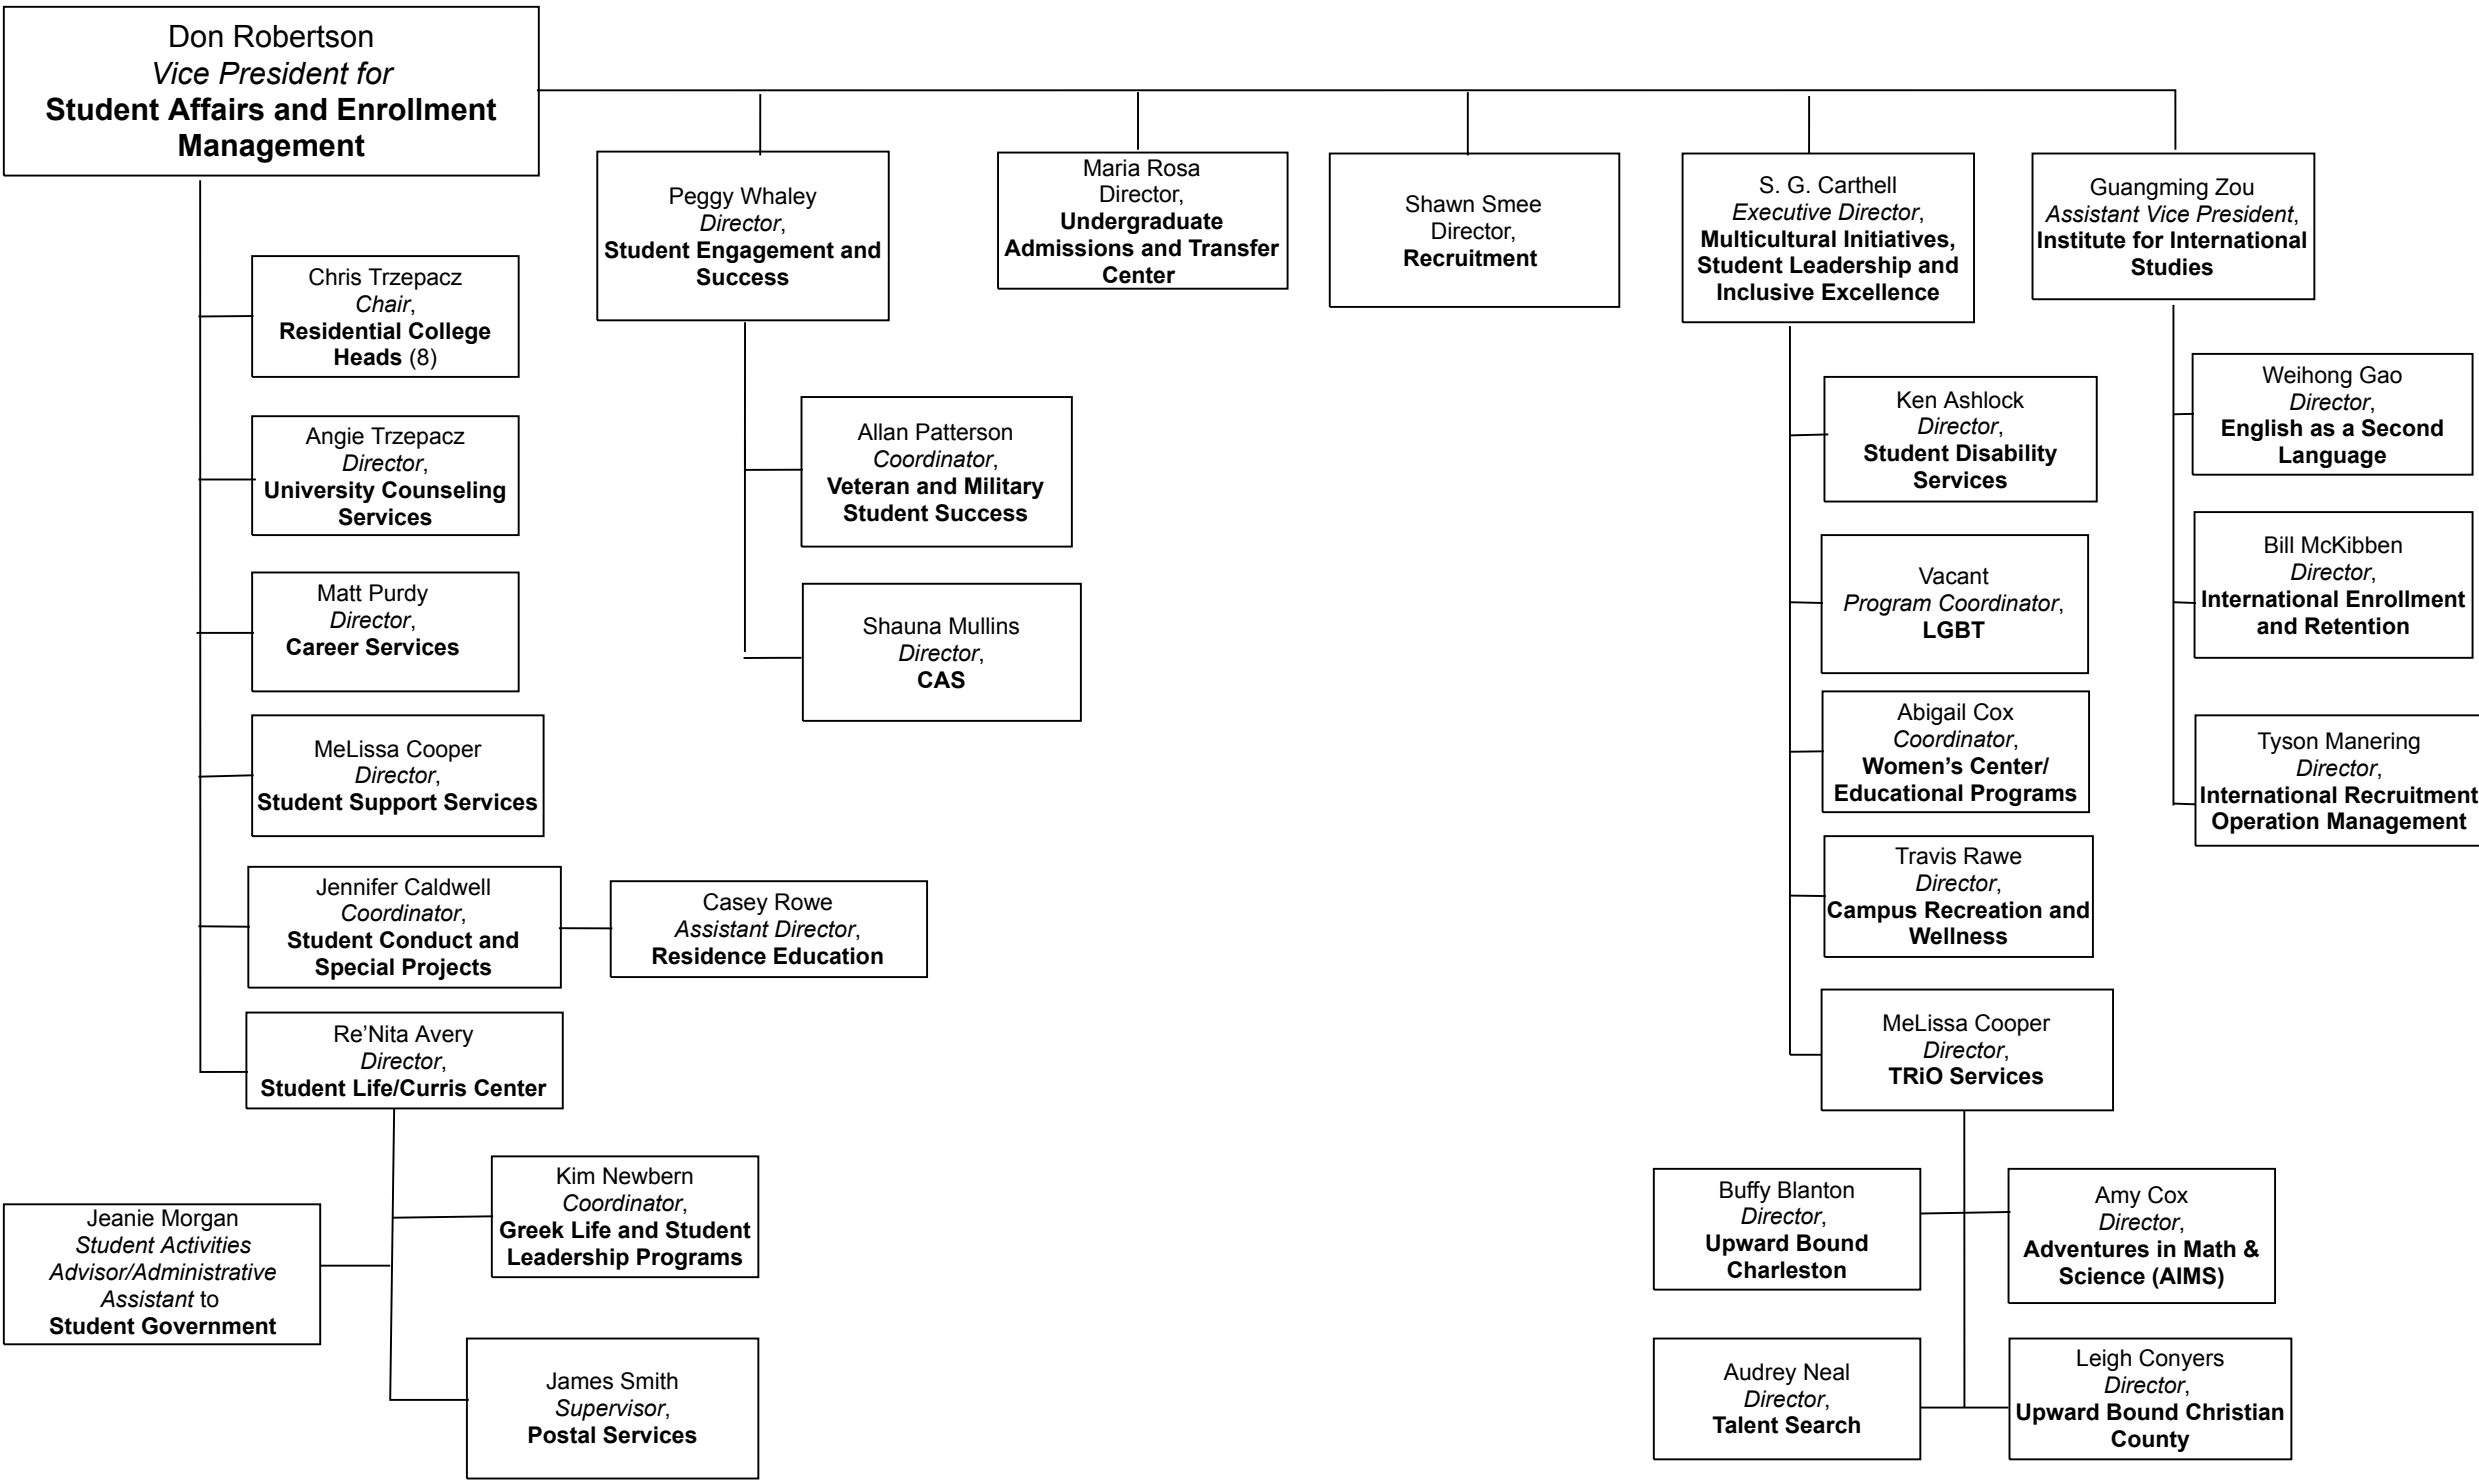 Don Robertson
Vice President for
Student Affairs and Enrollment
Management
Peggy Whaley
Director,
Student Engagement and
Success
Maria Rosa
Director,
Undergraduate
Admissions and Transfer
Center
Shawn Smee
Director,
Recruitment
S. G. Carthell
Executive Director,
Multicultural Initiatives,
Student Leadership and
Inclusive Excellence
Guangming Zou
Assistant Vice President,
Institute for International
Studies
Chris Trzepacz
Chair,
Residential College
Heads (8)
Angie Trzepacz
Director,
University Counseling
Services
Matt Purdy
Director,
Career Services
MeLissa Cooper
Director,
Student Support Services
Jennifer Caldwell
Coordinator,
Student Conduct and
Special Projects
Casey Rowe
Assistant Director,
Residence Education
Re’Nita Avery
Director,
Student Life/Curris Center
Jeanie Morgan
Student Activities
Advisor/Administrative
Assistant to
Student Government
Kim Newbern
Coordinator,
Greek Life and Student
Leadership Programs
James Smith
Supervisor,
Postal Services
Allan Patterson
Coordinator,
Veteran and Military
Student Success
Shauna Mullins
Director,
CAS
Ken Ashlock
Director,
Student Disability
Services
Vacant
Program Coordinator,
LGBT
Abigail Cox
Coordinator,
Women’s Center/
Educational Programs
Travis Rawe
Director,
Campus Recreation and
Wellness
MeLissa Cooper
Director,
TRiO Services
Buffy Blanton
Director,
Upward Bound
Charleston
Amy Cox
Director,
Adventures in Math &
Science (AIMS)
Audrey Neal
Director,
Talent Search
Leigh Conyers
Director,
Upward Bound Christian
County
Weihong Gao
Director,
English as a Second
Language
Bill McKibben
Director,
International Enrollment
and Retention
Tyson Manering
Director,
International Recruitment
Operation Management